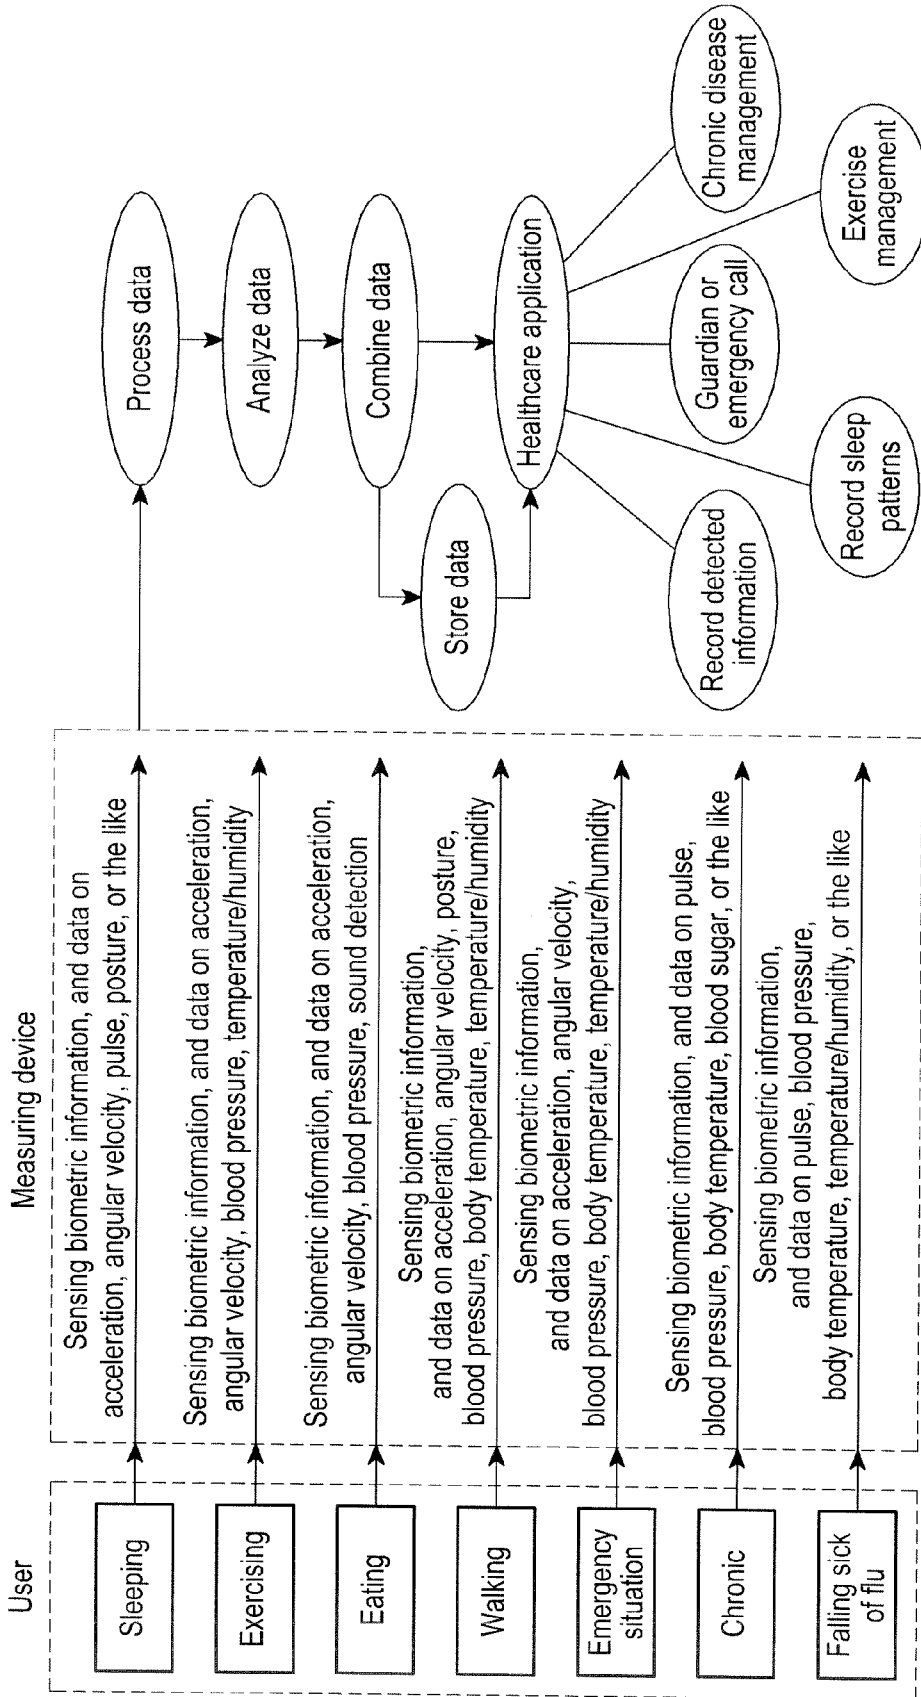 User
Measuring device
Sleeping
Sensing biometric information, and data on
acceleration, angular velocity, pulse, posture, or the like
Exercising
Sensing biometric information, and data on acceleration,
angular velocity, blood pressure, temperature/humidity
Eating
Sensing biometric information, and data on acceleration,
angular velocity, blood pressure, sound detection
Walking
Sensing biometric information,
and data on acceleration, angular velocity, posture,
blood pressure, body temperature, temperature/humidity
Emergency
situation
Sensing biometric information,
and data on acceleration, angular velocity,
blood pressure, body temperature, temperature/humidity
Chronic
Sensing biometric information, and data on pulse,
blood pressure, body temperature, blood sugar, or the like
Falling sick
of flu
Sensing biometric information,
and data on pulse, blood pressure,
body temperature, temperature/humidity, or the like
Process data
Analyze data
Combine data
Store data
Healthcare application
Record detected
information
Record sleep
patterns
Guardian or
emergency call
Exercise
management
Chronic disease
management